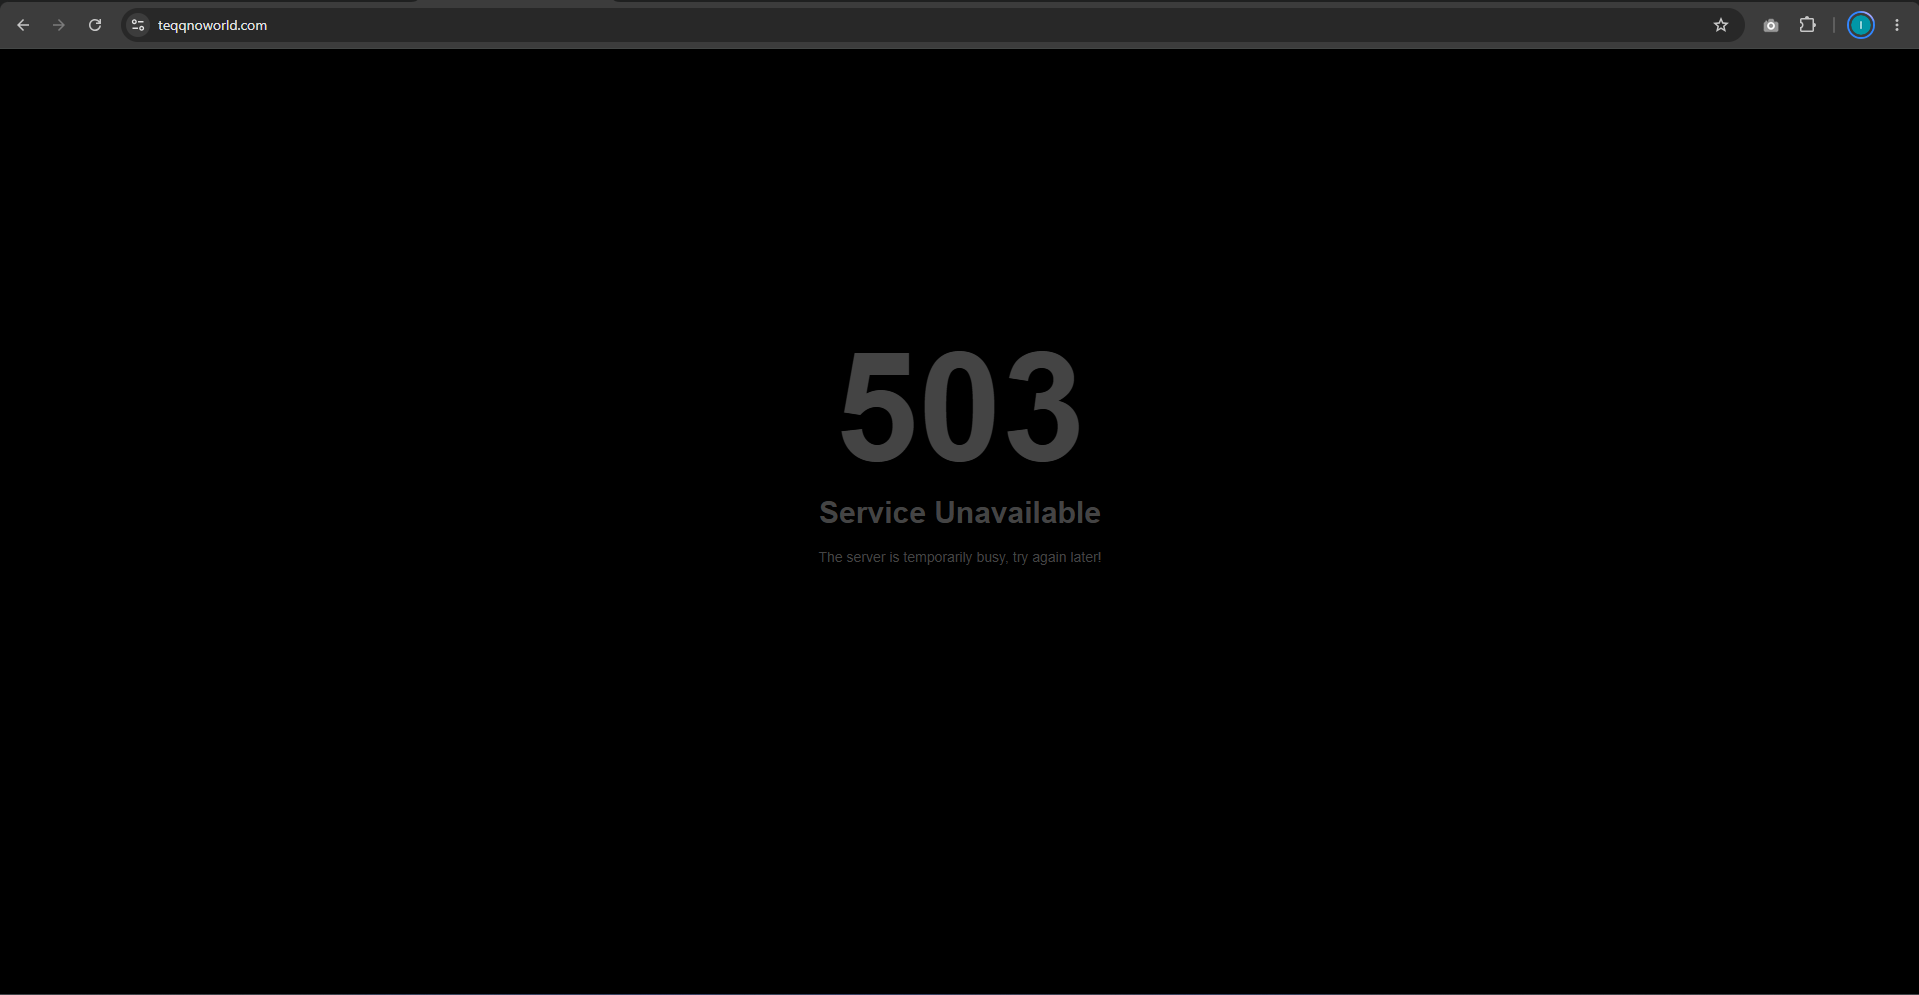 teqqnoworld.com
I
503
Service Unavailable
The server is temporarily busy, try again later!